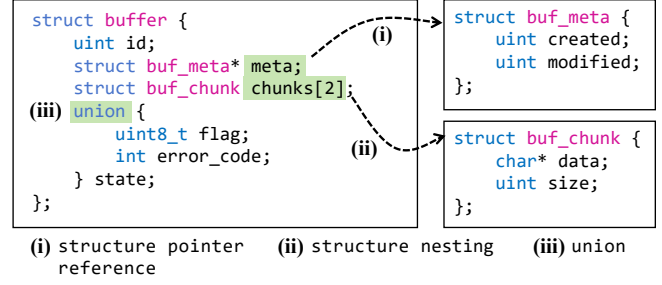 struct buffer {
uint id;
struct buf_meta* meta;
struct buf_chunk chunks[2];
(iii) union {
uint8_t flag;
int error_code;
} state;
};
(i)
(ii)
struct buf_meta {
uint created;
uint modified;
};
struct buf_chunk {
char* data;
uint size;
};
(i) structure pointer
reference
(ii) structure nesting
(iii) union